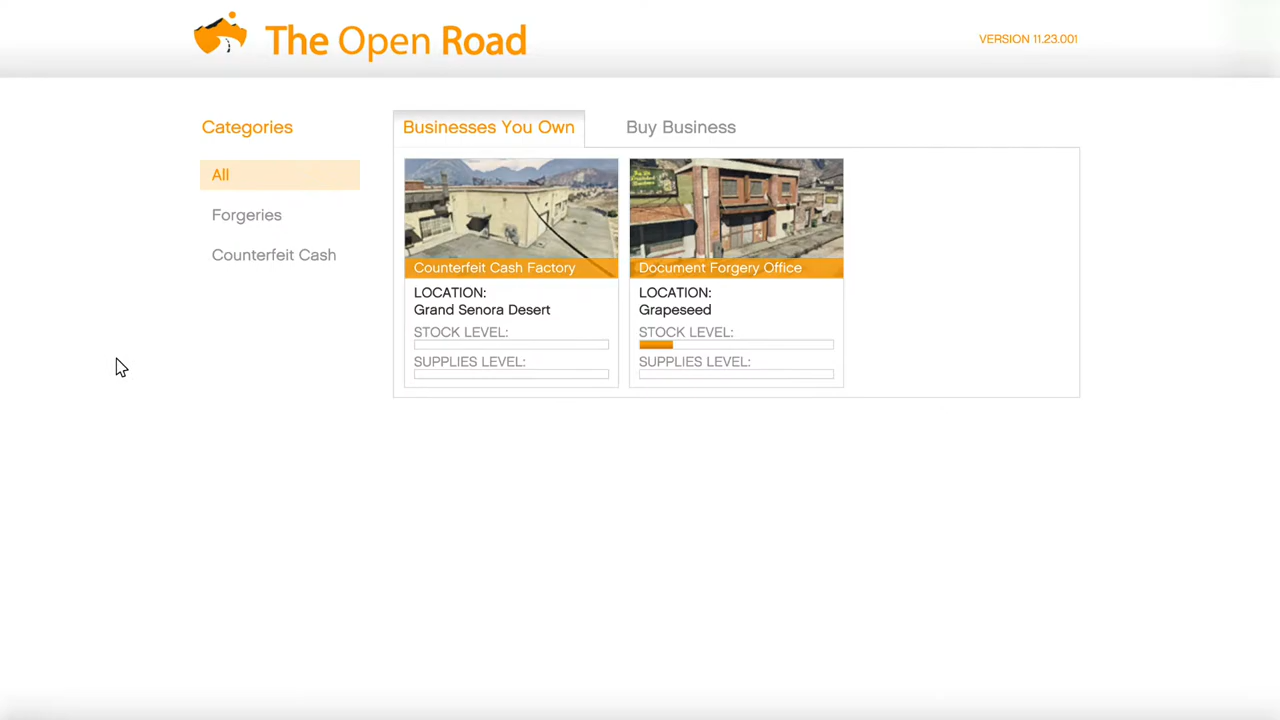 The Open Road
VERSION 11.23.001
Categories
All
Forgeries
Counterfeit Cash
Businesses You Own
Buy Business
Counterfeit Cash Factory
LOCATION:
Grand Senora Desert
STOCK LEVEL:
SUPPLIES LEVEL:
Document Forgery Office
LOCATION:
Grapeseed
STOCK LEVEL:
SUPPLIES LEVEL: